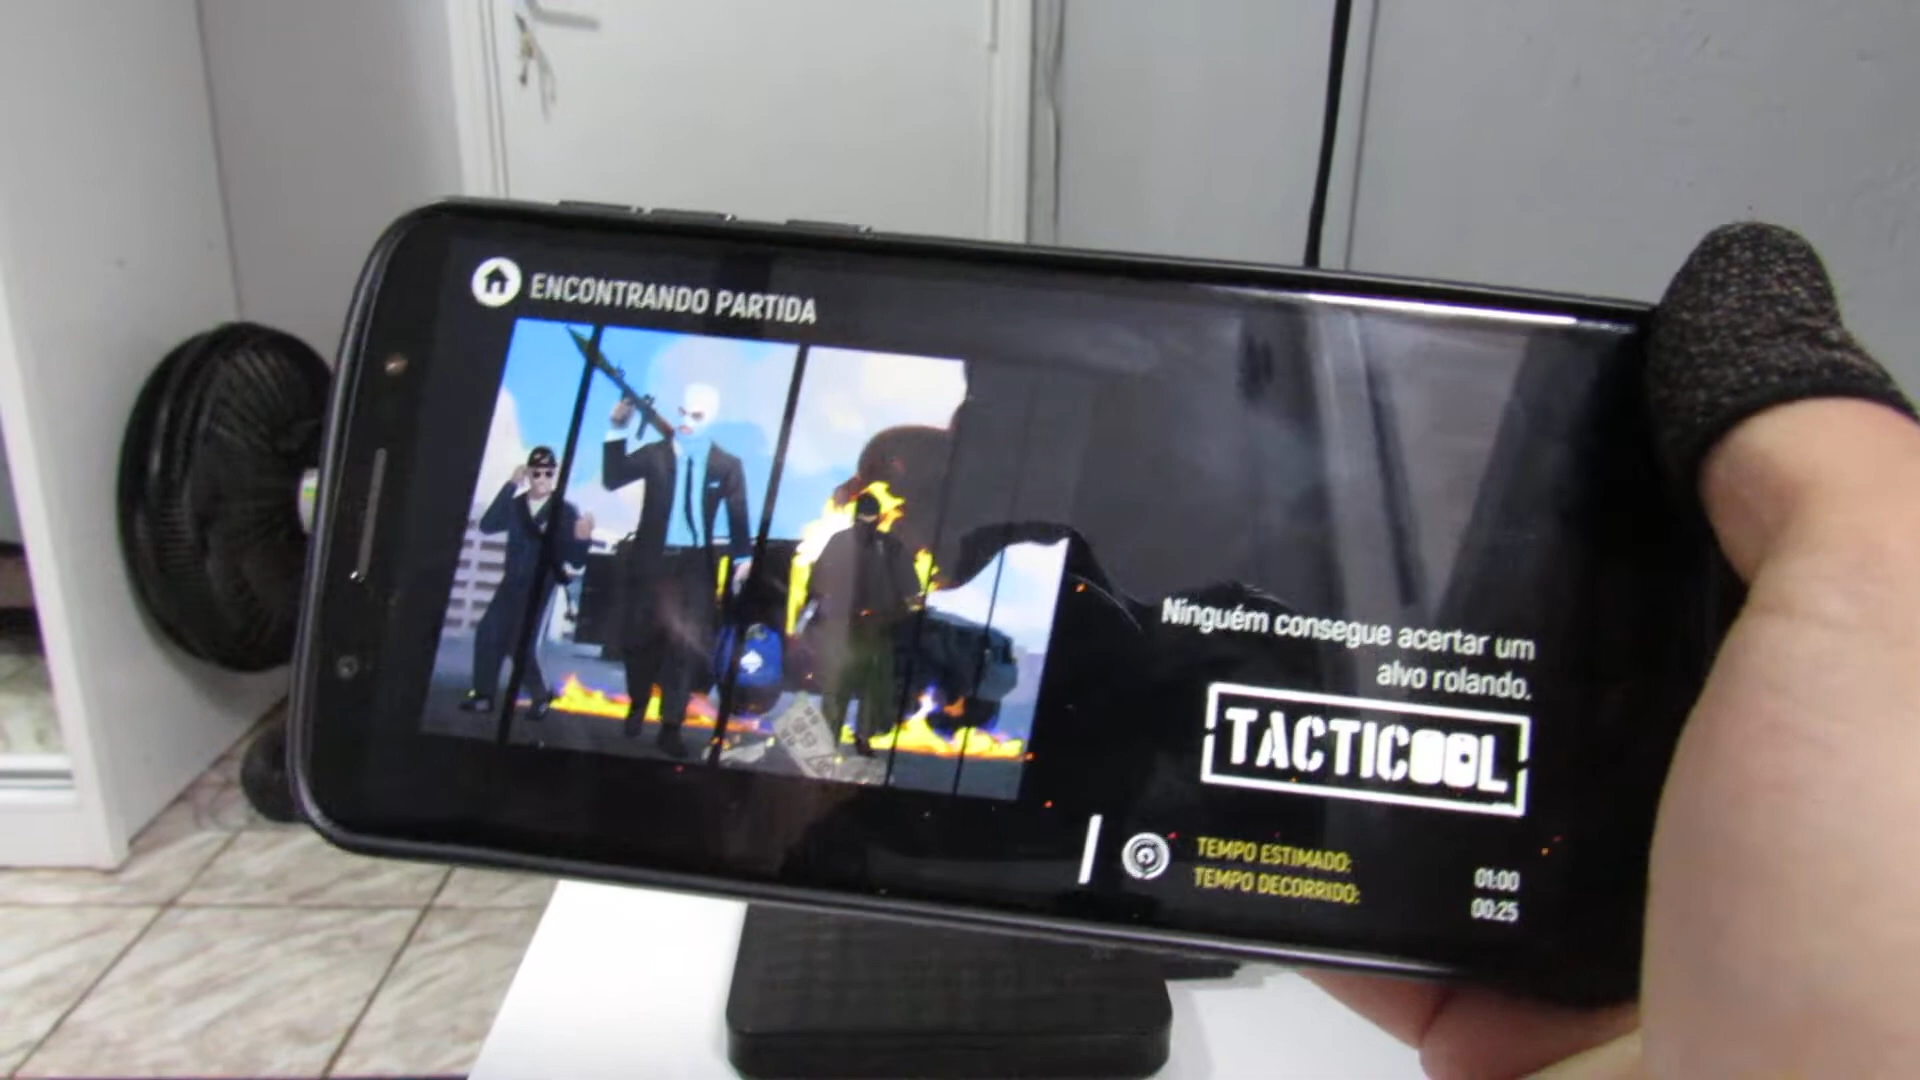 ENCONTRANDO PARTIDA
Ninguém consegue acertar um
alvo rolando.
TACTICOOL
TEMPO ESTIMADO: 01:00
TEMPO DECORRIDO: 00:25